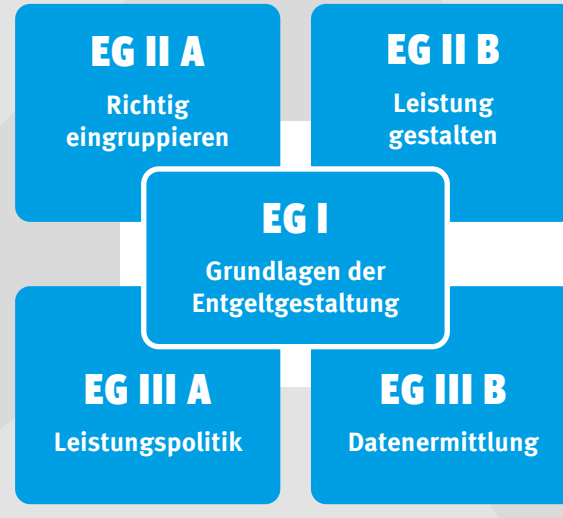 EG II A
Richtig
eingruppieren
EG II B
Leistung
gestalten
EG I
Grundlagen der
Entgeltgestaltung
EG III A
Leistungspolitik
EG III B
Datenermittlung